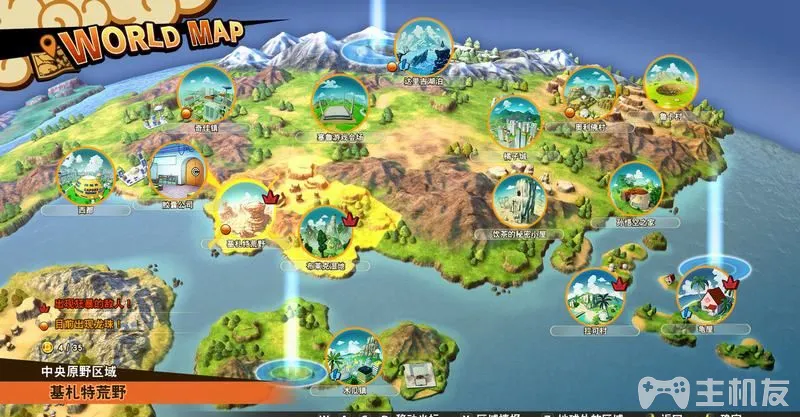 WORLD MAP
达里吉湖泊
奇佳镇
塞鲁游戏会场
橘子城
奥利佛村
鲁卡村
西都
胶囊公司
基札特荒野
布莱克湿地
饮茶的秘密小屋
孙悟空之家
出现狂暴的敌人！
目前出现龙珠！
4/35
拉司村
龟屋
木瓜镇
中央原野区域
基札特荒野
主机友